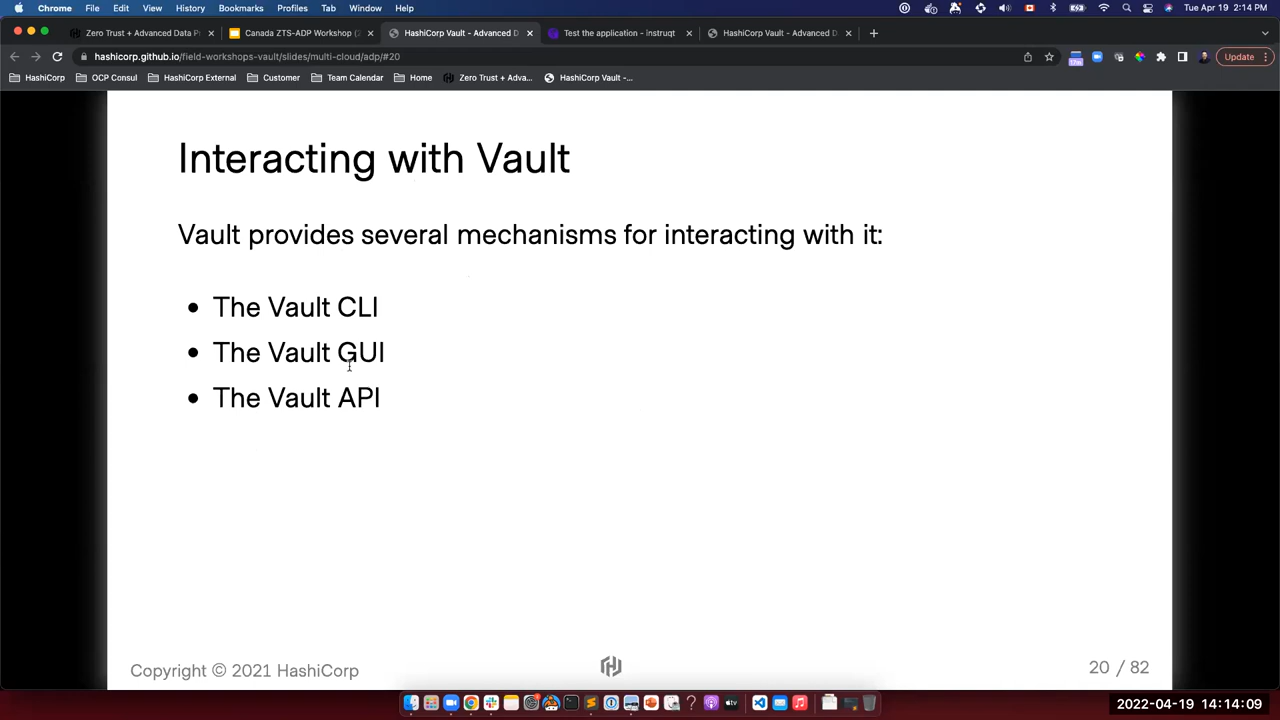 Chrome File Edit View History Bookmarks Profiles Tab Window Help Tue Apr 19 2:14 PM
Zero Trust + Advanced Data P Canada ZTS-ADP Workshop ( HashiCorp Vault - Advanced D Test the application - instruqt HashiCorp Vault - Advanced D
hashicorp.github.io/field-workshops-vault/slides/multi-cloud/adp/#20 Update
HashiCorp OCP Consul HashiCorp External Customer Team Calendar Home Zero Trust + Adva... HashiCorp Vault -...
Interacting with Vault
Vault provides several mechanisms for interacting with it:
• The Vault CLI
• The Vault GUI
• The Vault API
Copyright © 2021 HashiCorp 20 / 82
2022-04-19 14:14:09